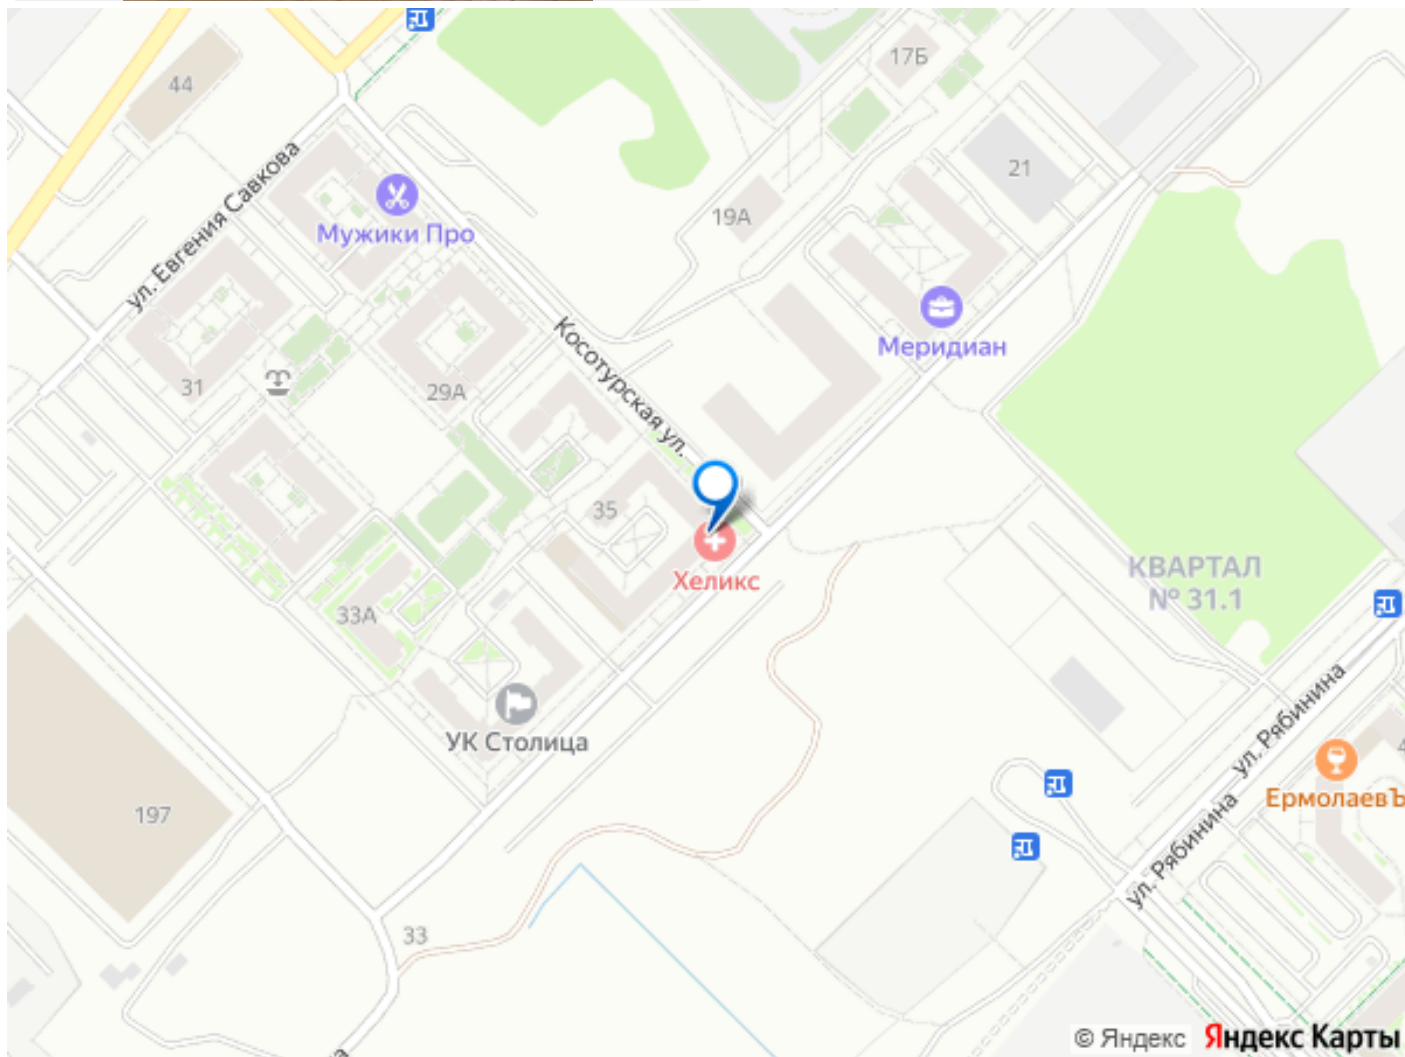 44
17Б
ул. Евгения Савкова
21
Мужики Про
19А
Косотурская ул.
Меридиан
31
29А
35
Хеликс
КВАРТАЛ
№ 31.1
33А
УК Столица
ул. Рябинина
197
ЕрмолаевЪ
ул. Рябинина
33
© Яндекс Яндекс Карты